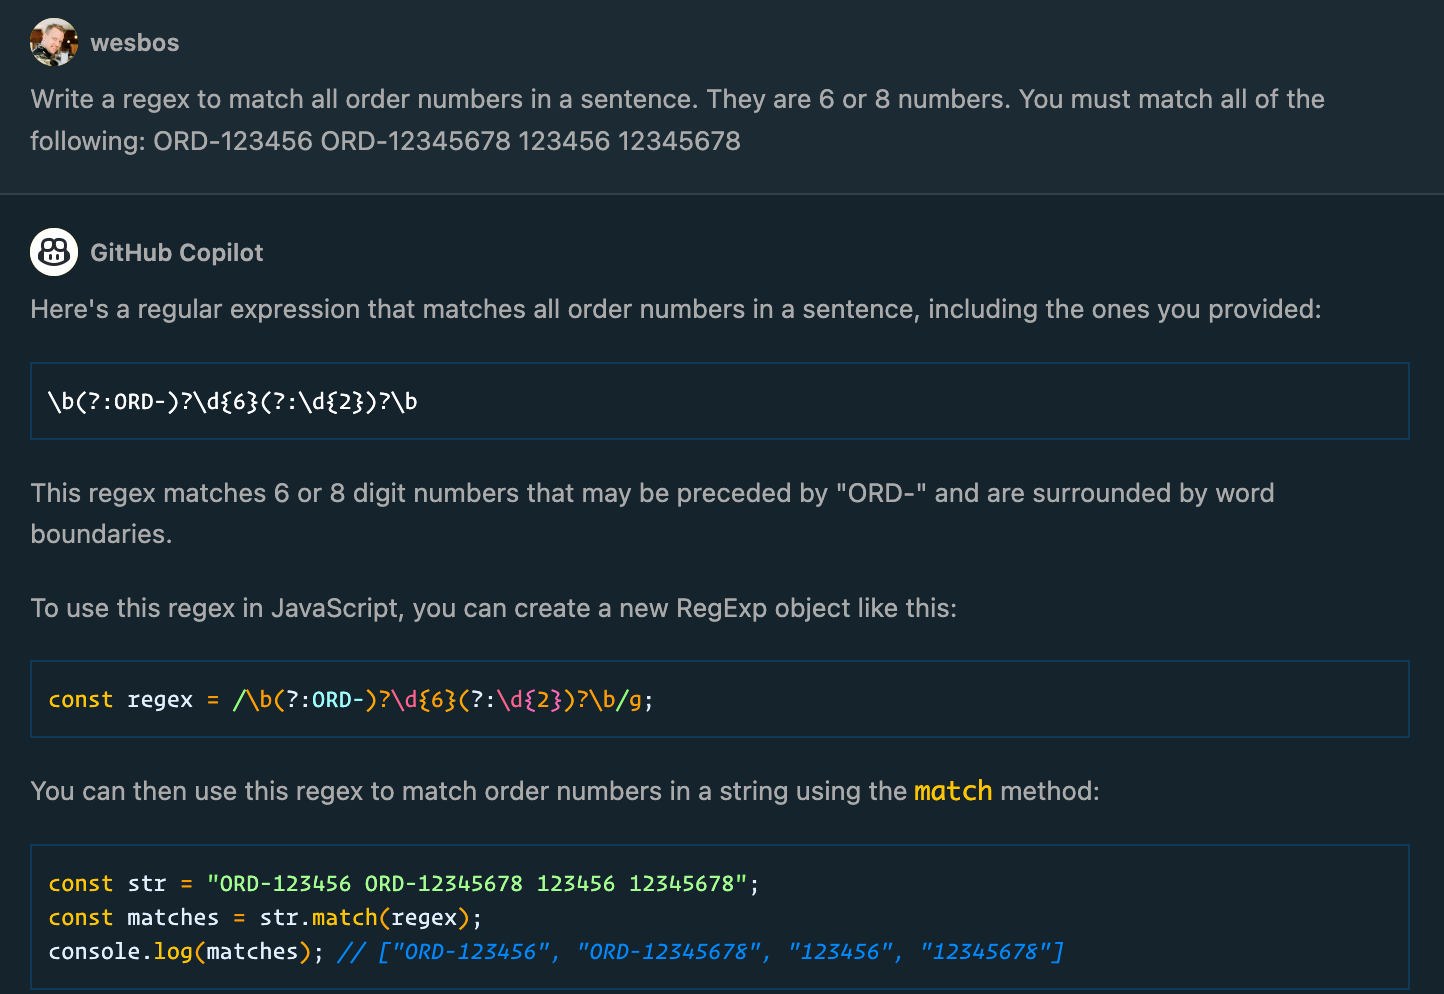 wesbos
Write a regex to match all order numbers in a sentence. They are 6 or 8 numbers. You must match all of the
following: ORD-123456 ORD-12345678 123456 12345678
GitHub Copilot
Here's a regular expression that matches all order numbers in a sentence, including the ones you provided:
\b(?:ORD-)?\d{6}(?:\d{2})?\b
This regex matches 6 or 8 digit numbers that may be preceded by "ORD-" and are surrounded by word
boundaries.
To use this regex in JavaScript, you can create a new RegExp object like this:
const regex = /\b(?:ORD-)?\d{6}(?:\d{2})?\b/g;
You can then use this regex to match order numbers in a string using the match method:
const str = "ORD-123456 ORD-12345678 123456 12345678";
const matches = str.match(regex);
console.log(matches); // ["ORD-123456", "ORD-12345678", "123456", "12345678"]